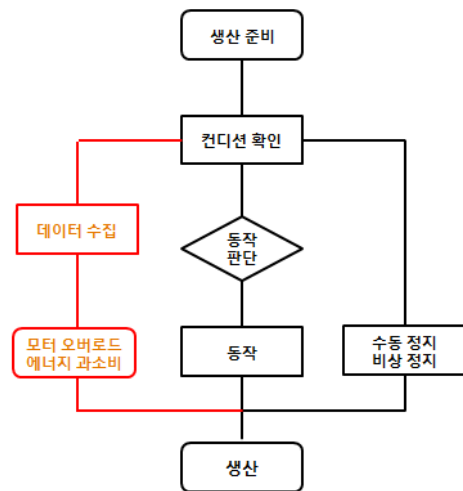 생산 준비
컨디션 확인
데이터 수집
동작
판단
모터 오버로드
에너지 과소비
동작
수동 정지
비상 정지
생산